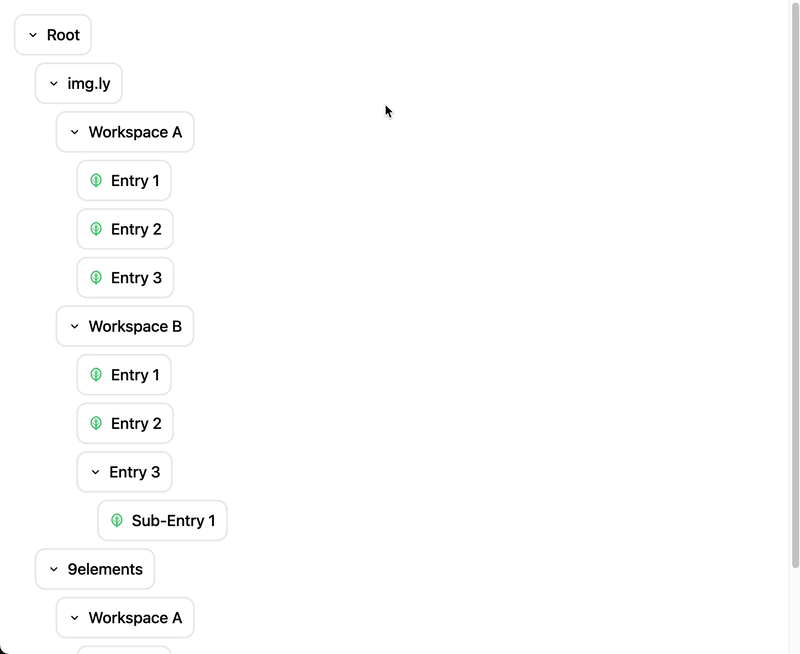 Root
img.ly
Workspace A
Entry 1
Entry 2
Entry 3
Workspace B
Entry 1
Entry 2
Entry 3
Sub-Entry 1
9elements
Workspace A